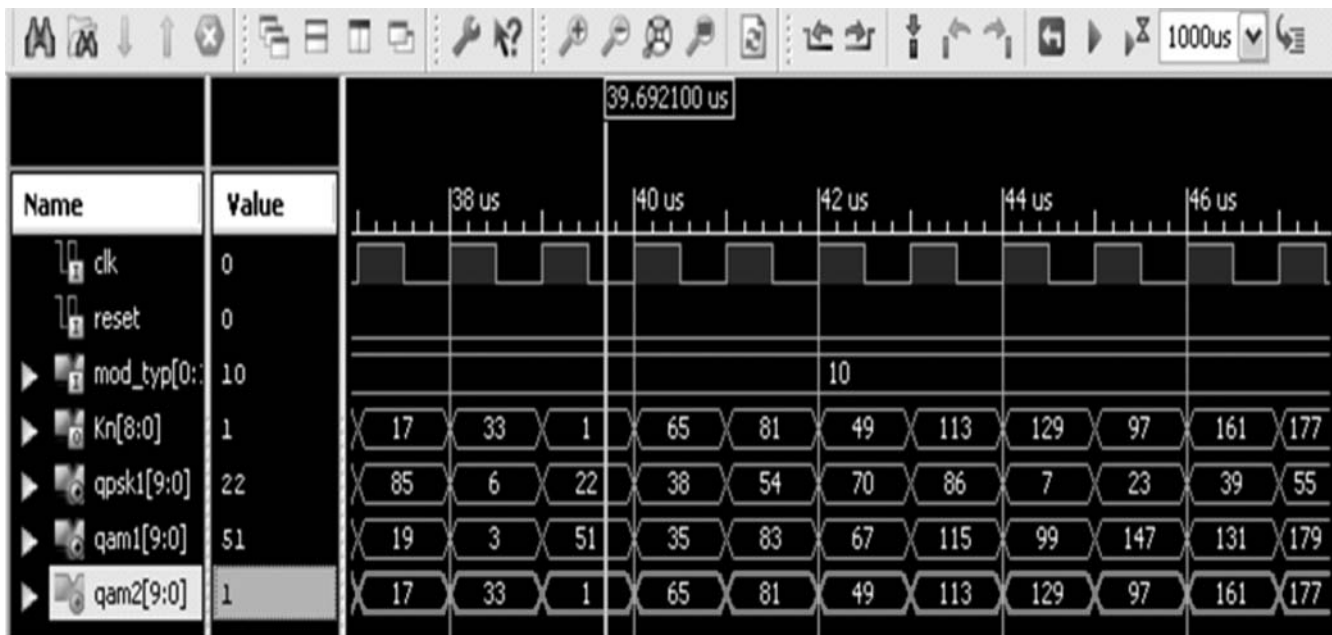 1000us
39.692100 us
Name Value 38 us 40 us 42 us 44 us 46 us
clk 0
reset 0
mod_typ[0: 10 10
Kn[8:0] 1 17 33 1 65 81 49 113 129 97 161 177
qpsk1[9:0] 22 85 6 22 38 54 70 86 7 23 39 55
qam1[9:0] 51 19 3 51 35 83 67 115 99 147 131 179
qam2[9:0] 1 17 33 1 65 81 49 113 129 97 161 177